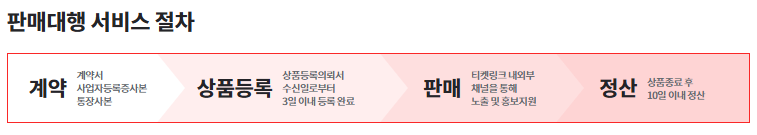 판매대행 서비스 절차
계약
계약서
사업자등록증사본
통장사본
상품등록
상품등록의뢰서
수신일로부터
3일 이내 등록 완료
판매
티켓링크 내외부
채널을 통해
노출 및 홍보지원
정산
상품종료 후
10일 이내 정산